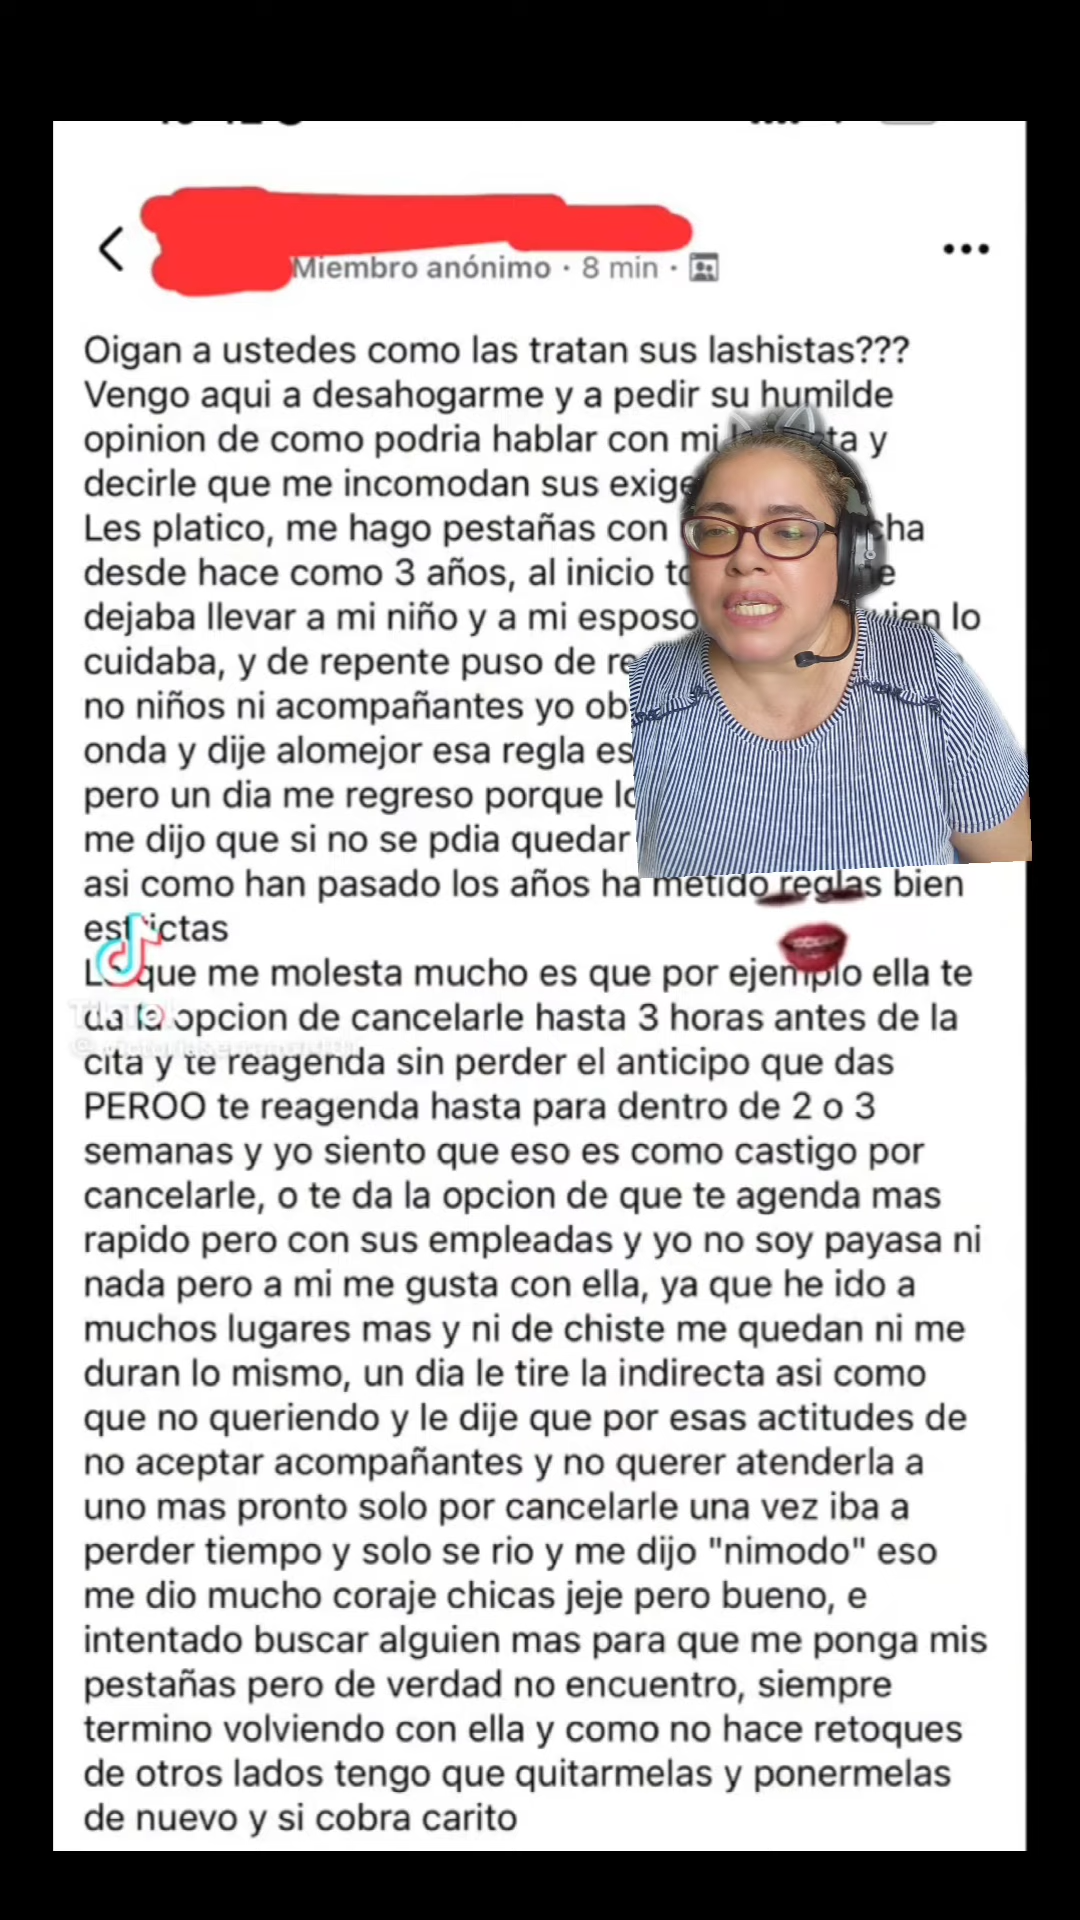 Miembro anónimo · 8 min ·
Oigan a ustedes como las tratan sus lashistas???
Vengo aqui a desahogarme y a pedir su humilde
opinion de como podria hablar con mi y
decirle que me incomodan sus
Les platico, me hago pestañas con
desde hace como 3 años, al inicio
dejaba llevar a mi niño y a mi esposo lo
cuidaba, y de repente puso de
no niños ni acompañantes yo
onda y dije alomejor esa regla
pero un dia me regreso porque
me dijo que si no se pdia quedar
asi como han pasado los años ha metido reglas bien
estrictas
Lo que me molesta mucho es que por ejemplo ella te
da la opcion de cancelarle hasta 3 horas antes de la
cita y te reagenda sin perder el anticipo que das
PEROO te reagenda hasta para dentro de 2 o 3
semanas y yo siento que eso es como castigo por
cancelarle, o te da la opcion de que te agenda mas
rapido pero con sus empleadas y yo no soy payasa ni
nada pero a mi me gusta con ella, ya que he ido a
muchos lugares mas y ni de chiste me quedan ni me
duran lo mismo, un dia le tire la indirecta asi como
que no queriendo y le dije que por esas actitudes de
no aceptar acompañantes y no querer atenderla a
uno mas pronto solo por cancelarle una vez iba a
perder tiempo y solo se rio y me dijo "nimodo" eso
me dio mucho coraje chicas jeje pero bueno, e
intentado buscar alguien mas para que me ponga mis
pestañas pero de verdad no encuentro, siempre
termino volviendo con ella y como no hace retoques
de otros lados tengo que quitarmelas y ponermelas
de nuevo y si cobra carito
TikTok